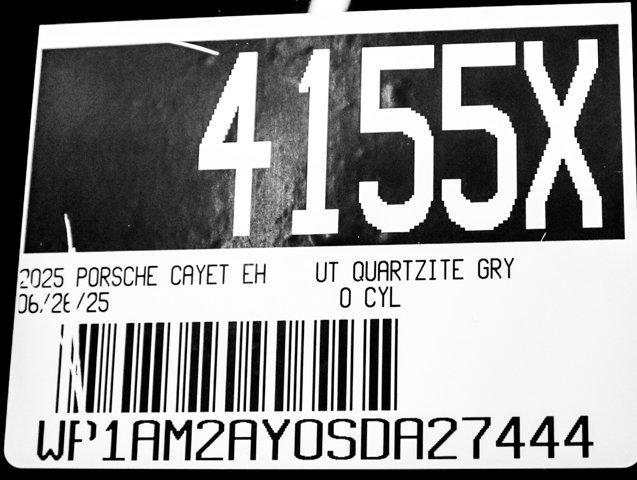 4155X
2025 PORSCHE CAYET EH UT QUARTZITE GRY
06/26/25 0 CYL
WP1AM2AY0SDA27444